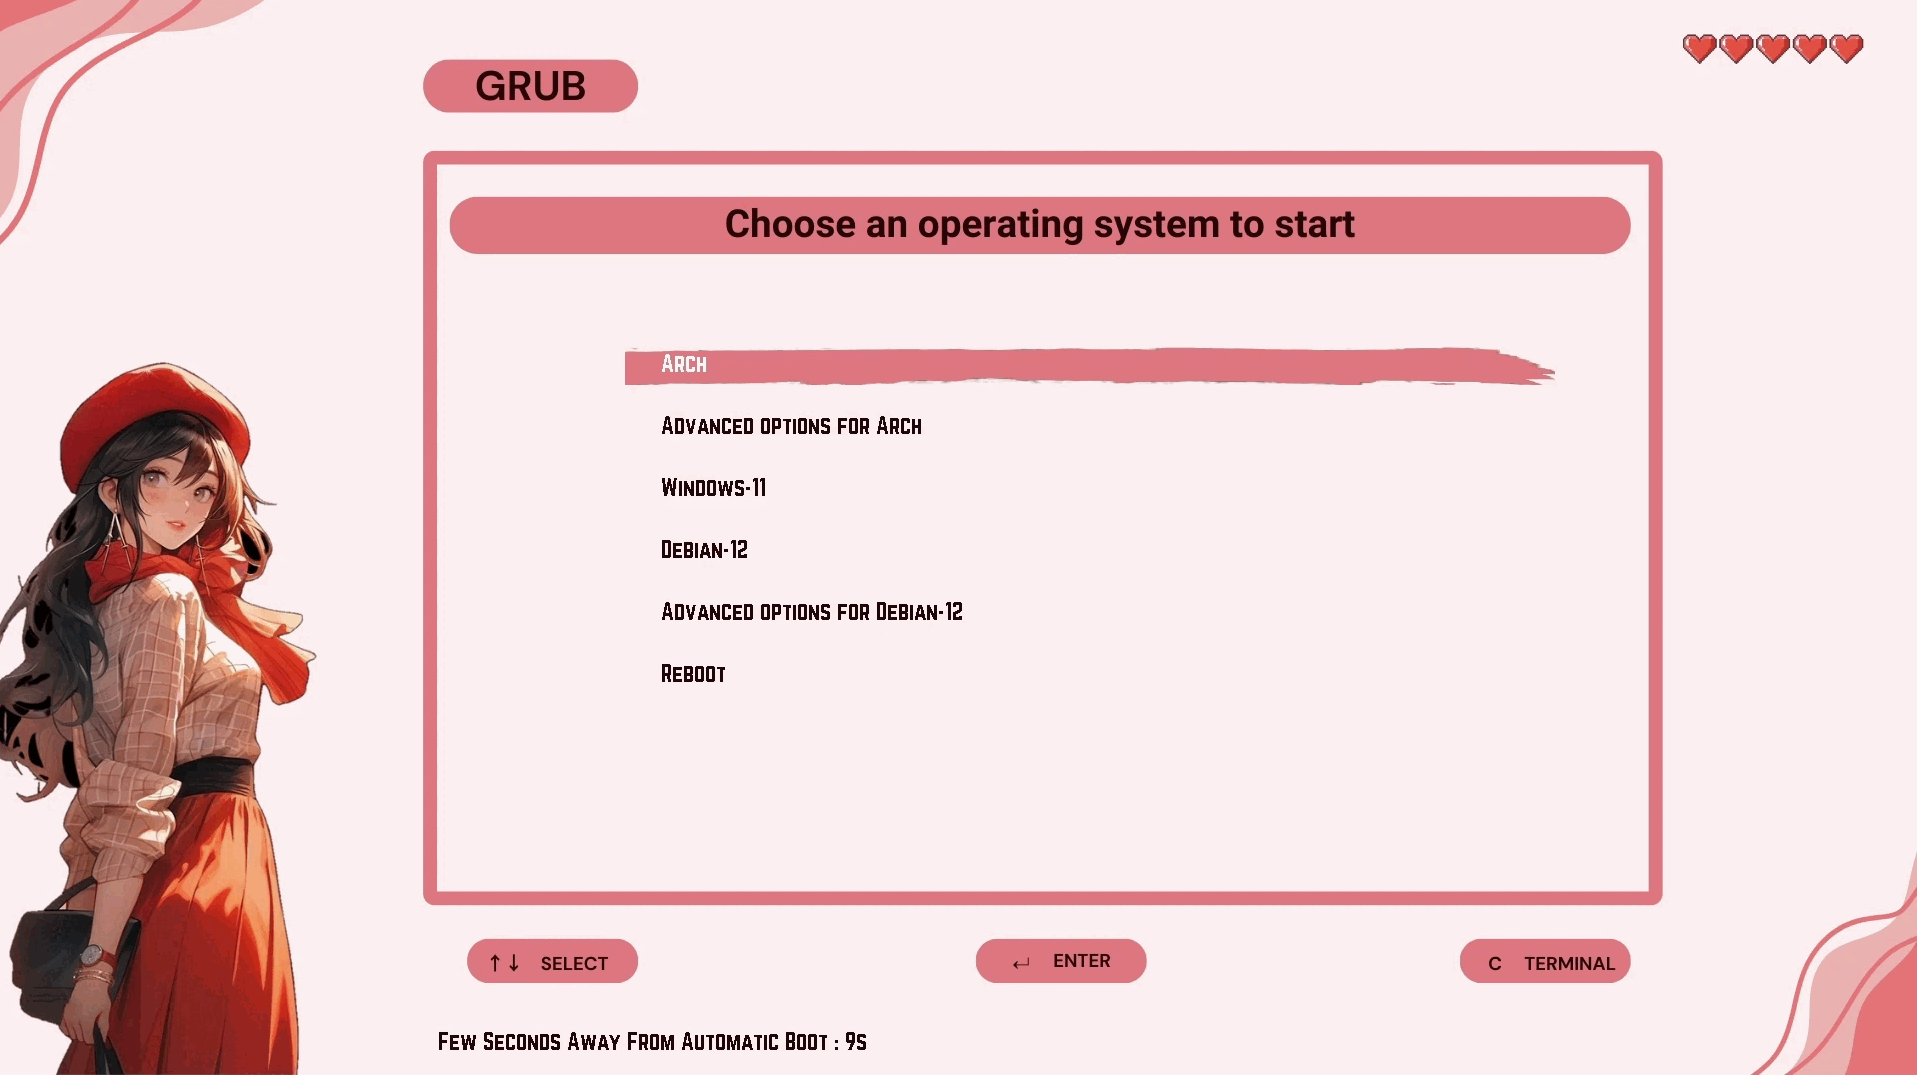 GRUB
Choose an operating system to start
Arch
Advanced options for Arch
Windows-11
Debian-12
Advanced options for Debian-12
Reboot
↑↓ SELECT
↵ ENTER
C TERMINAL
Few Seconds Away From Automatic Boot : 9s